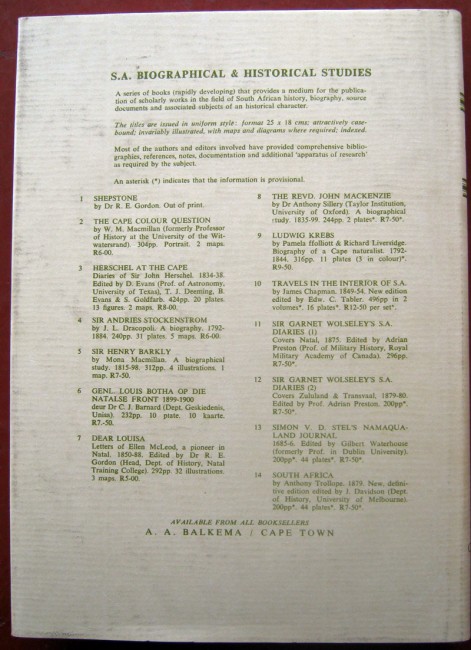 S.A. BIOGRAPHICAL & HISTORICAL STUDIES
A series of books (rapidly developing) that provides a medium for the publica-
tion of scholarly works in the field of South African history, biography, source
documents and associated subjects of an historical character.
The titles are issued in uniform style: format 25 x 18 cms; attractively case-
bound; invariably illustrated, with maps and diagrams where required; indexed.
Most of the authors and editors involved have provided comprehensive biblio-
graphies, references, notes, documentation and additional 'apparatus of research'
as required by the subject.
An asterisk (*) indicates that the information is provisional.
1 SHEPSTONE
by Dr R. E. Gordon. Out of print.
2 THE CAPE COLOUR QUESTION
by W. M. Macmillan (formerly Professor
of History at the University of the Wit-
watersrand). 304pp. Portrait. 2 maps.
R6-00.
3 HERSCHEL AT THE CAPE
Diaries of Sir John Herschel. 1834-38.
Edited by D. Evans (Prof. of Astronomy,
University of Texas), T. J. Deeming, B.
Evans & S. Goldfarb. 424pp. 20 plates.
13 figures. 2 maps, R8-00.
4 SIR ANDRIES STOCKENSTROM
by J. L. Dracopoli. A biography. 1792-
1884. 240pp. 31 plates. 5 maps. R6-00.
5 SIR HENRY BARKLY
by Mona Macmillan. A biographical
study. 1815-98. 312pp. 4 illustrations. 1
map. R7-50.
6 GENL. LOUIS BOTHA OP DIE
NATALSE FRONT 1899-1900
deur Dr C. J. Barnard (Dept. Geskiedenis,
Unisa). 232pp. 10 plate. 10 kaarte.
R7.-50.
7 DEAR LOUISA
Letters of Ellen McLeod, a pioneer in
Natal. 1850-88. Edited by Dr R. E.
Gordon (Head, Dept. of History, Natal
Training College). 292pp. 32 illustrations.
3 maps. R5-00.
8 THE REVD. JOHN MACKENZIE
by Dr Anthony Sillery (Taylor Institution,
University of Oxford). A biographical
study. 1835-99. 244pp. 2 plates*. R7-50*.
9 LUDWIG KREBS
by Pamela Ffolliott & Richard Liversidge.
Biography of a Cape naturalist. 1792-
1844. 316pp. 11 plates (3 in colour)*.
R9-50.
10 TRAVELS IN THE INTERIOR OF S.A.
by James Chapman. 1849-54. New edition
edited by Edw. C. Tabler. 496pp in 2
volumes*. 16 plates*. R12-50 per set*.
11 SIR GARNET WOLSELEY'S S.A.
DIARIES (1)
Covers Natal, 1875. Edited by Adrian
Preston (Prof. of Military History, Royal
Military Academy of Canada). 296pp.
R7-50*.
12 SIR GARNET WOLSELEY'S S.A.
DIARIES (2)
Covers Zululand & Transvaal, 1879-80.
Edited by Prof. Adrian Preston. 200pp*.
R7-50*.
13 SIMON V. D. STEL'S NAMAQUA-
LAND JOURNAL
1685-6. Edited by Gilbert Waterhouse
(formerly Prof. in Dublin University).
200pp*. 44 plates*. R7-50*.
14 SOUTH AFRICA
by Anthony Trollope. 1879. New, defini-
tive edition edited by J. Davidson (Dept.
of History, University of Melbourne).
200pp*. 44 plates*. R7-50*.
AVAILABLE FROM ALL BOOKSELLERS
A. A. BALKEMA / CAPE TOWN